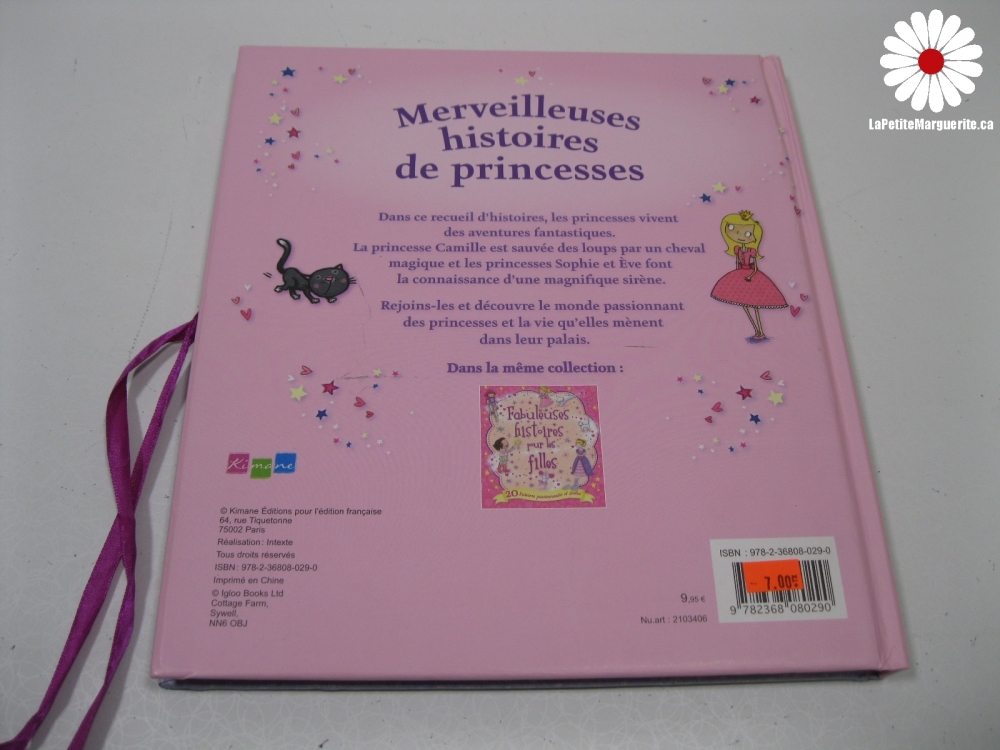 LaPetiteMarguerite.ca
Merveilleuses
histoires
de princesses
Dans ce recueil d'histoires, les princesses vivent
des aventures fantastiques.
La princesse Camille est sauvée des loups par un cheval
magique et les princesses Sophie et Ève font
la connaissance d'une magnifique sirène.
Rejoins-les et découvre le monde passionnant
des princesses et la vie qu'elles mènent
dans leur palais.
Dans la même collection :
Fabuleuses
histoires
pour les
filles
20
Kimane
© Kimane Éditions pour l'édition française
64, rue Tiquetonne
75002 Paris
Réalisation : Intexte
Tous droits réservés
ISBN : 978-2-36808-029-0
Imprimé en Chine
© Igloo Books Ltd
Cottage Farm,
Sywell,
NN6 OBJ
9,95 €
Nu.art : 2103406
ISBN : 978-2-36808-029-0
7.00
9 782368 080290